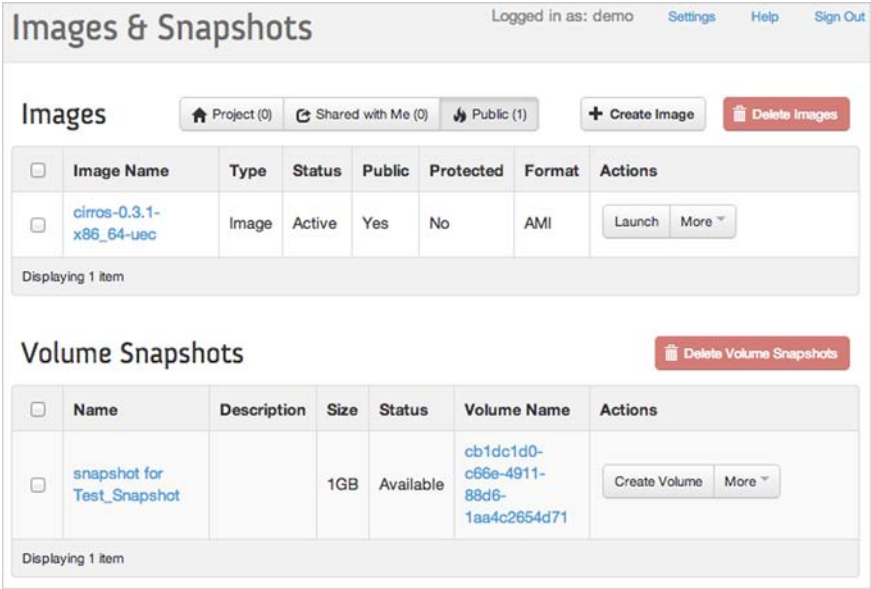 Images & Snapshots
Logged in as: demo Settings Help Sign Out
Images
Project (0) Shared with Me (0) Public (1) Create Image Delete Images
Image Name Type Status Public Protected Format Actions
cirros-0.3.1-
x86_64-uec
Image Active Yes No AMI Launch More
Displaying 1 item
Volume Snapshots
Delete Volume Snapshots
Name Description Size Status Volume Name Actions
snapshot for
Test_Snapshot
1GB Available
cb1dc1d0-
c66e-4911-
88d6-
1aa4c2654d71
Create Volume More
Displaying 1 item